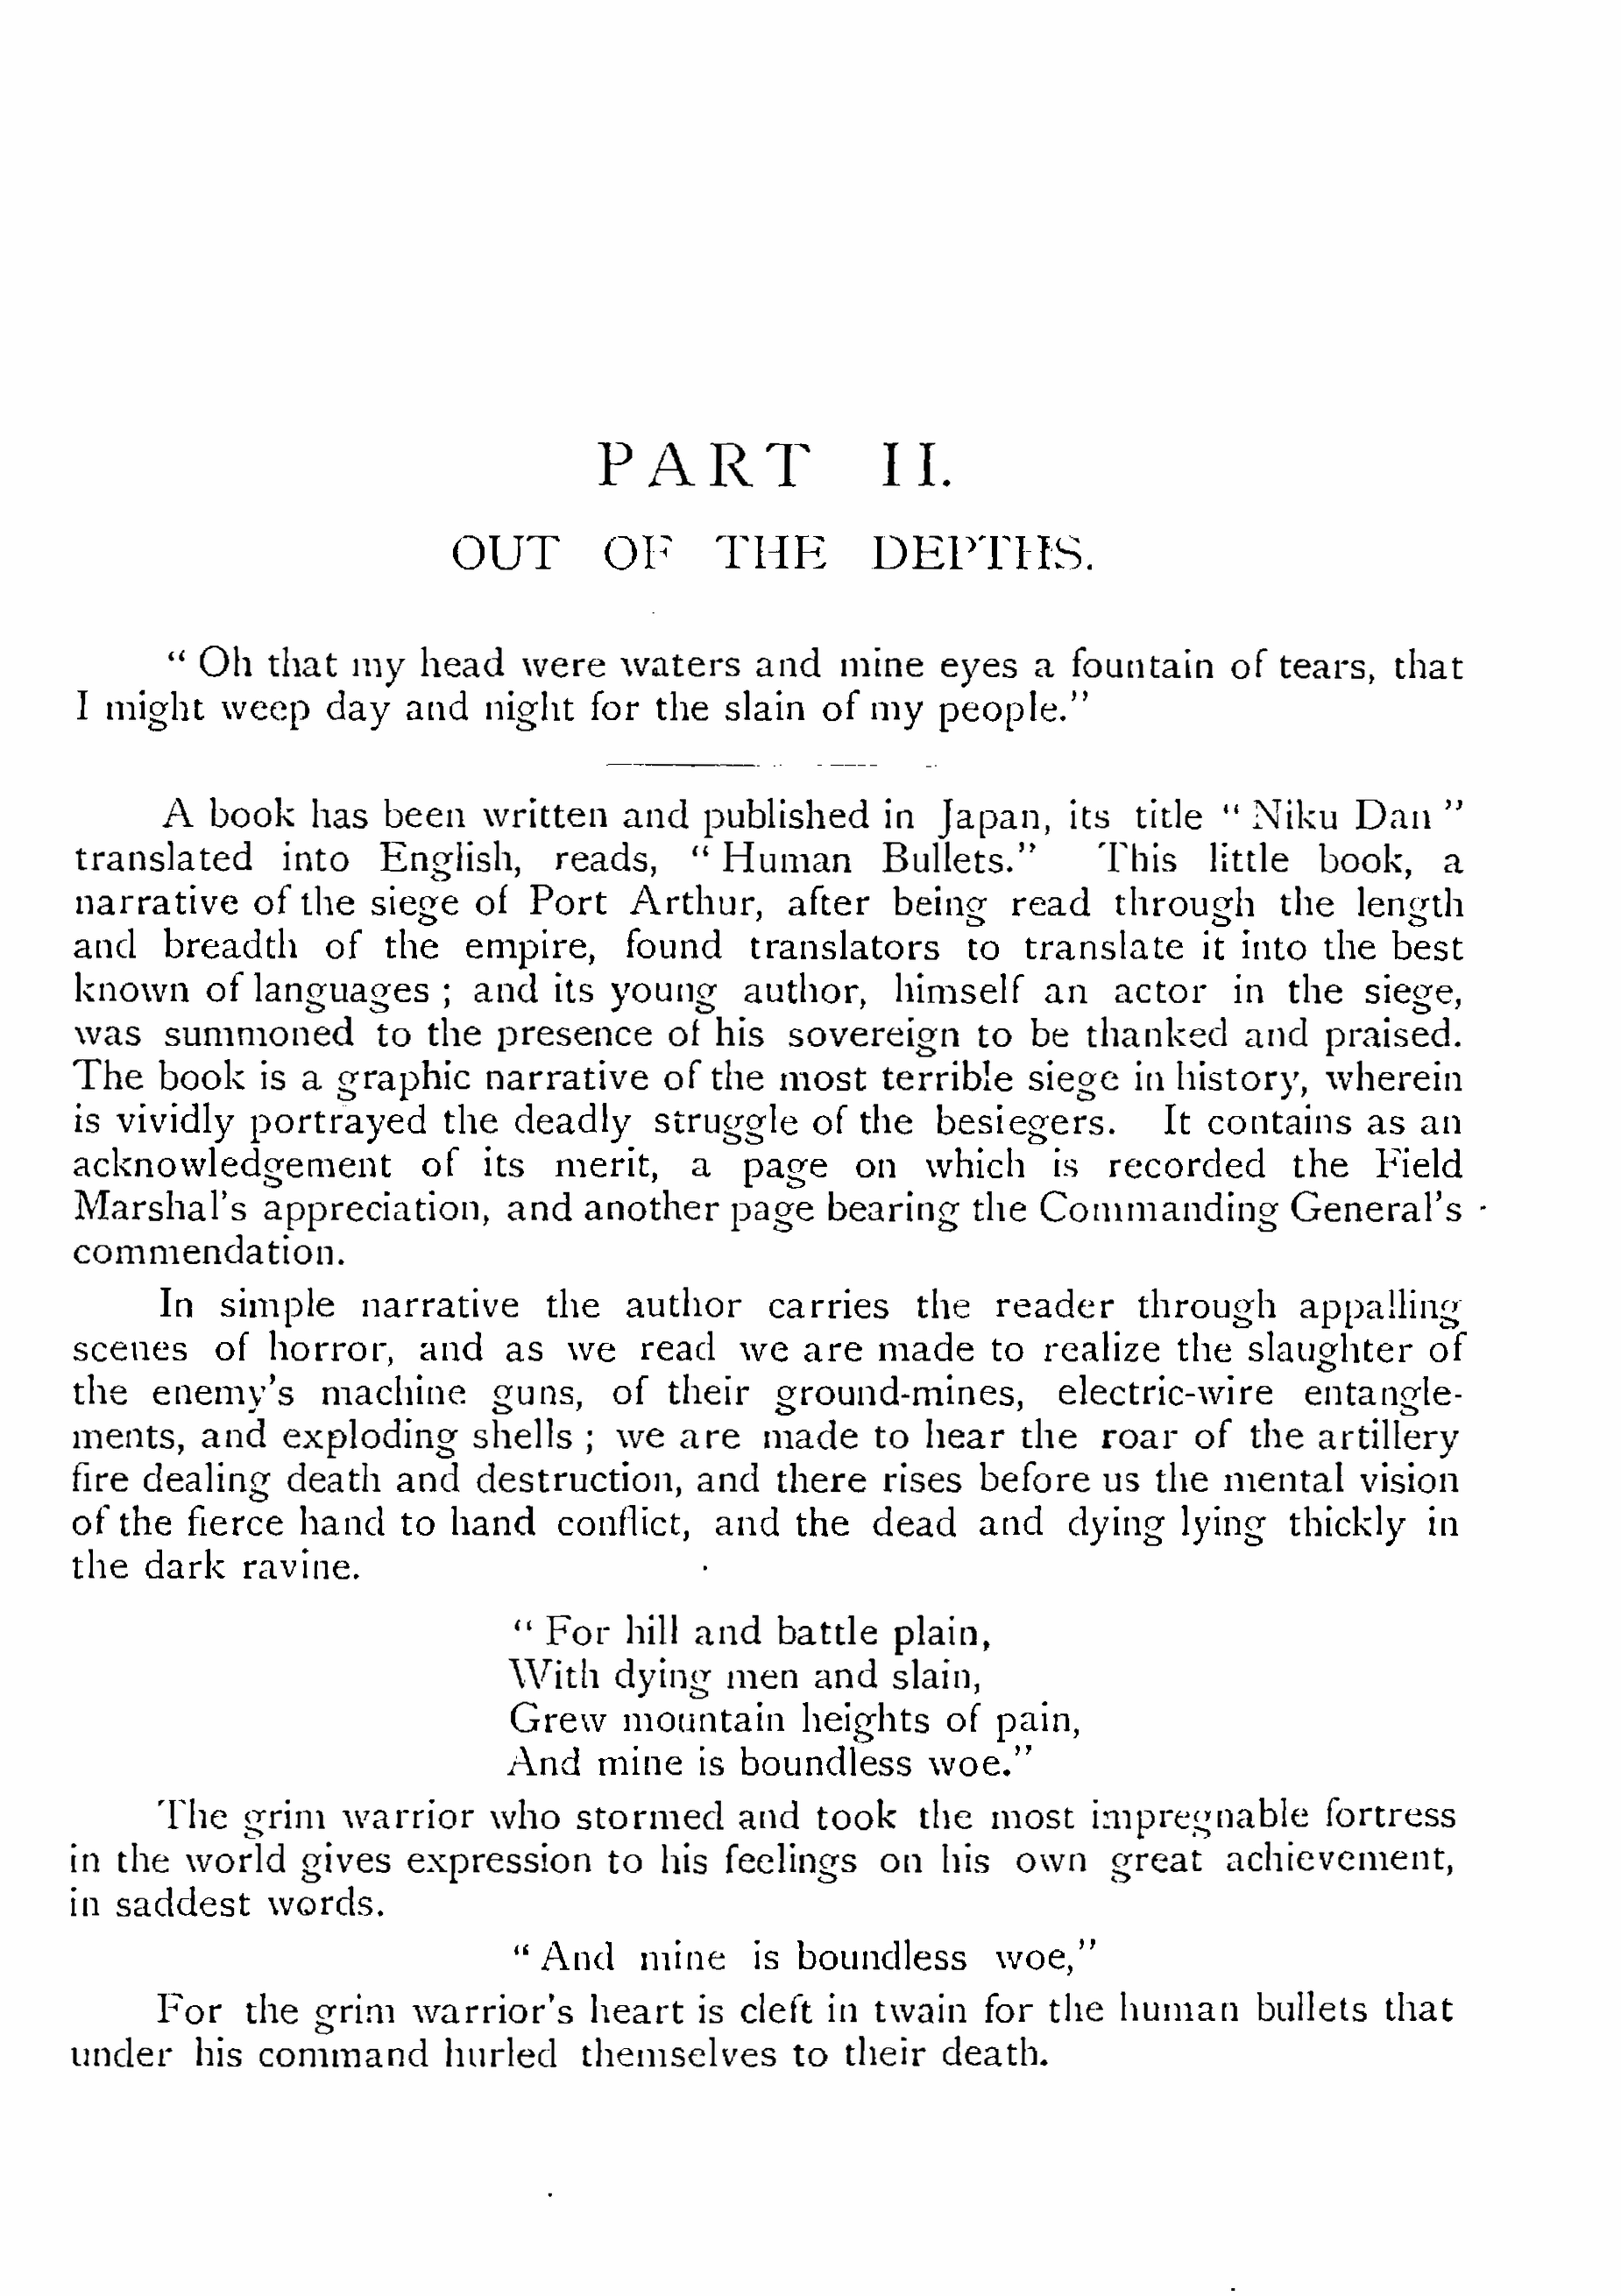 PART II.
OUT OF THE DEPTHS.
“ Oh that my head were waters and mine eyes a fountain of tears, that
I might weep day and night for the slain of my people.”
A book has been written and published in Japan, its title “ Niku Dan ”
translated into English, reads, “ Human Bullets.” This little book, a
narrative of the siege of Port Arthur, after being read through the length
and breadth of the empire, found translators to translate it into the best
known of languages ; and its young author, himself an actor in the siege,
was summoned to the presence of his sovereign to be thanked and praised.
The book is a graphic narrative of the most terrible siege in history, wherein
is vividly portrayed the deadly struggle of the besiegers. It contains as an
acknowledgement of its merit, a page on which is recorded the Field
Marshal’s appreciation, and another page bearing the Commanding General’s
commendation.
In simple narrative the author carries the reader through appalling
scenes of horror, and as we read we are made to realize the slaughter of
the enemy’s machine guns, of their ground-mines, electric-wire entangle-
ments, and exploding shells ; we are made to hear the roar of the artillery
fire dealing death and destruction, and there rises before us the mental vision
of the fierce hand to hand conflict, and the dead and dying lying thickly in
the dark ravine.
“ For hill and battle plain,
With dying men and slain,
Grew mountain heights of pain,
And mine is boundless woe.”
The grim warrior who stormed and took the most impregnable fortress
in the world gives expression to his feelings on his own great achievement,
in saddest words.
“ And mine is boundless woe,”
For the grim warrior’s heart is cleft in twain for the human bullets that
under his command hurled themselves to their death.